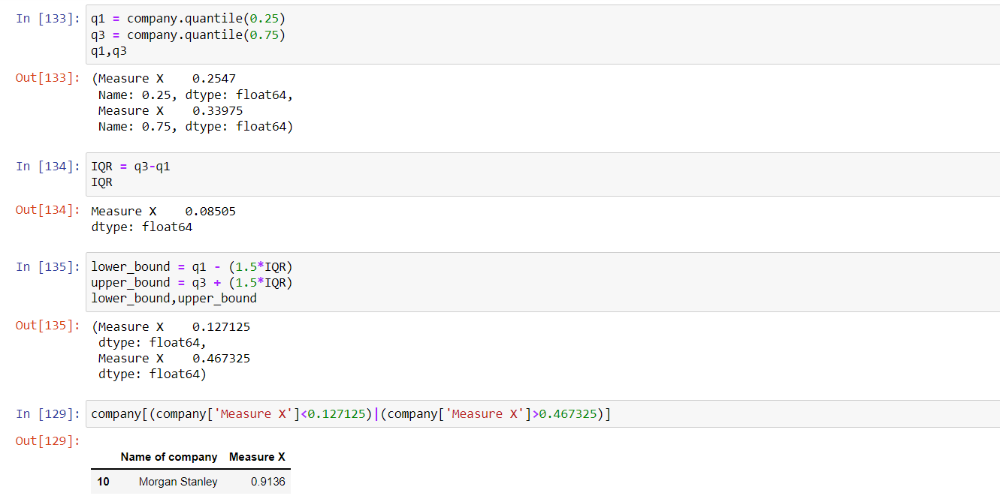 In [133]: q1 = company.quantile(0.25)
q3 = company.quantile(0.75)
q1,q3
Out[133]: (Measure X    0.2547
Name: 0.25, dtype: float64,
Measure X    0.33975
Name: 0.75, dtype: float64)
In [134]: IQR = q3-q1
IQR
Out[134]: Measure X    0.08505
dtype: float64
In [135]: lower_bound = q1 - (1.5*IQR)
upper_bound = q3 + (1.5*IQR)
lower_bound,upper_bound
Out[135]: (Measure X    0.127125
dtype: float64,
Measure X    0.467325
dtype: float64)
In [129]: company[(company['Measure X']<0.127125)|(company['Measure X']>0.467325)]
Out[129]:
Name of company Measure X
10 Morgan Stanley 0.9136